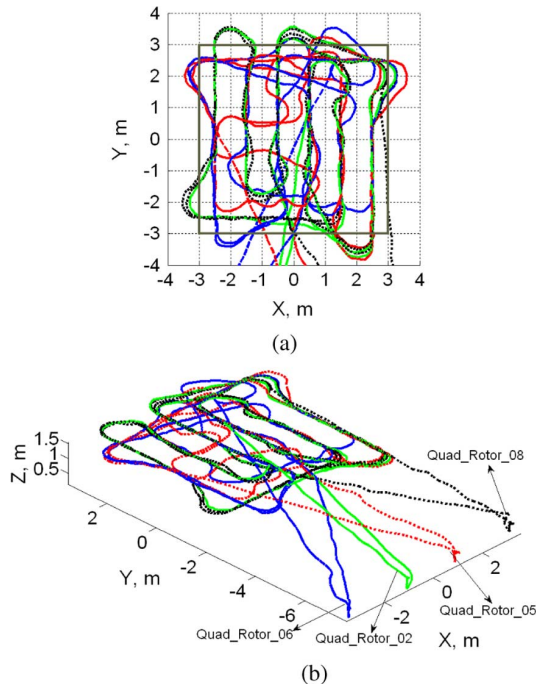 4
3
2
1
0
-1
-2
-3
-4
Y, m
-4 -3 -2 -1 0 1 2 3 4
X, m
(a)
1.5
1
0.5
Z, m
2
0
-2
-4
-6
Y, m
-2
0
2
X, m
Quad_Rotor_08
Quad_Rotor_05
Quad_Rotor_06
Quad_Rotor_02
(b)